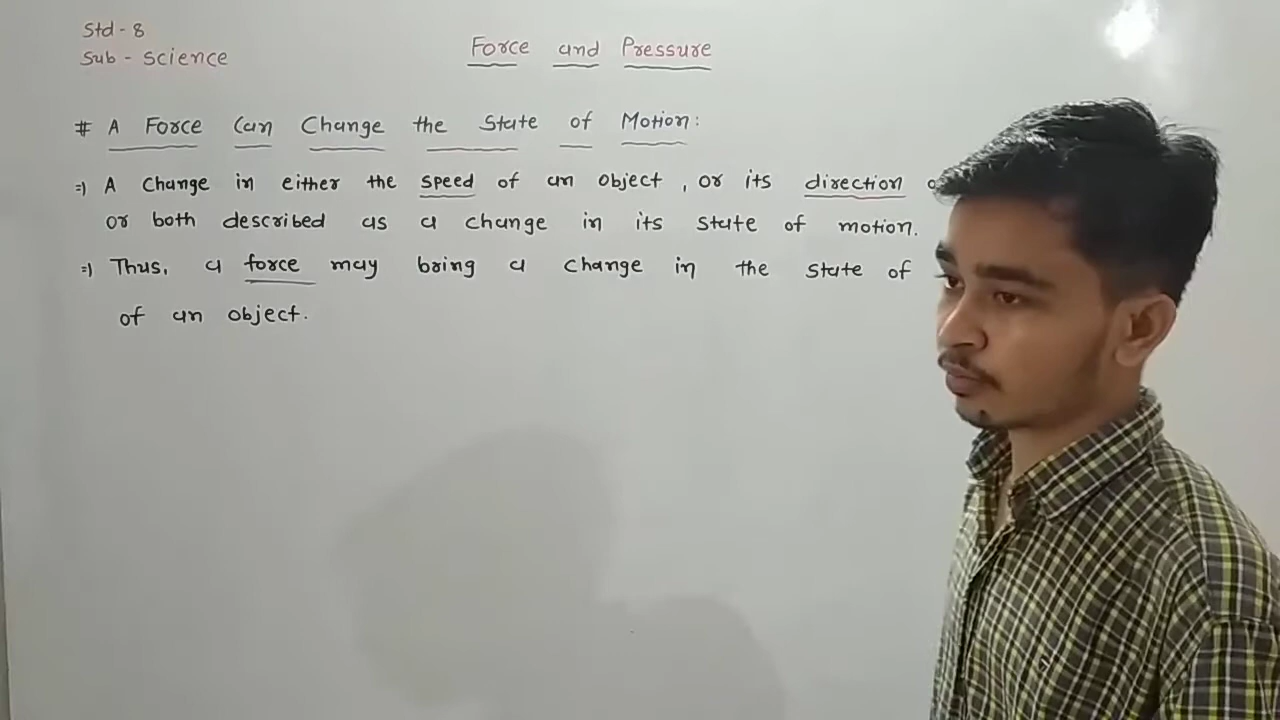 Std - 8
Sub - Science
Force and Pressure
# A Force Can Change the State of Motion:
=) A Change in either the speed of an object , or its direction
or both described as a change in its state of motion.
=) Thus, a force may bring a change in the state of
of an object.